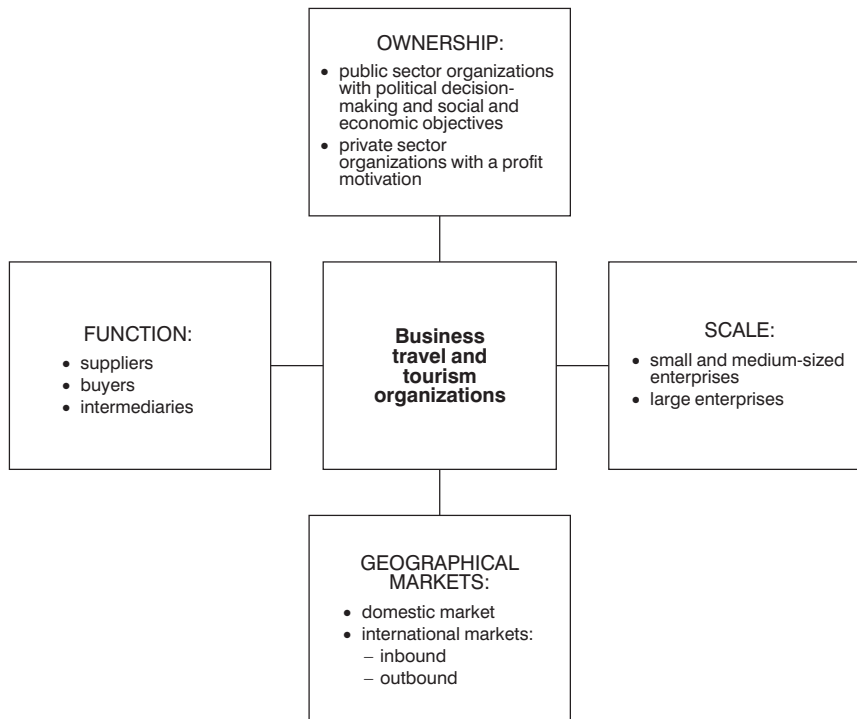 OWNERSHIP:
• public sector organizations
with political decision-
making and social and
economic objectives
• private sector
organizations with a profit
motivation
FUNCTION:
• suppliers
• buyers
• intermediaries
Business
travel and
tourism
organizations
SCALE:
• small and medium-sized
enterprises
• large enterprises
GEOGRAPHICAL
MARKETS:
• domestic market
• international markets:
– inbound
– outbound